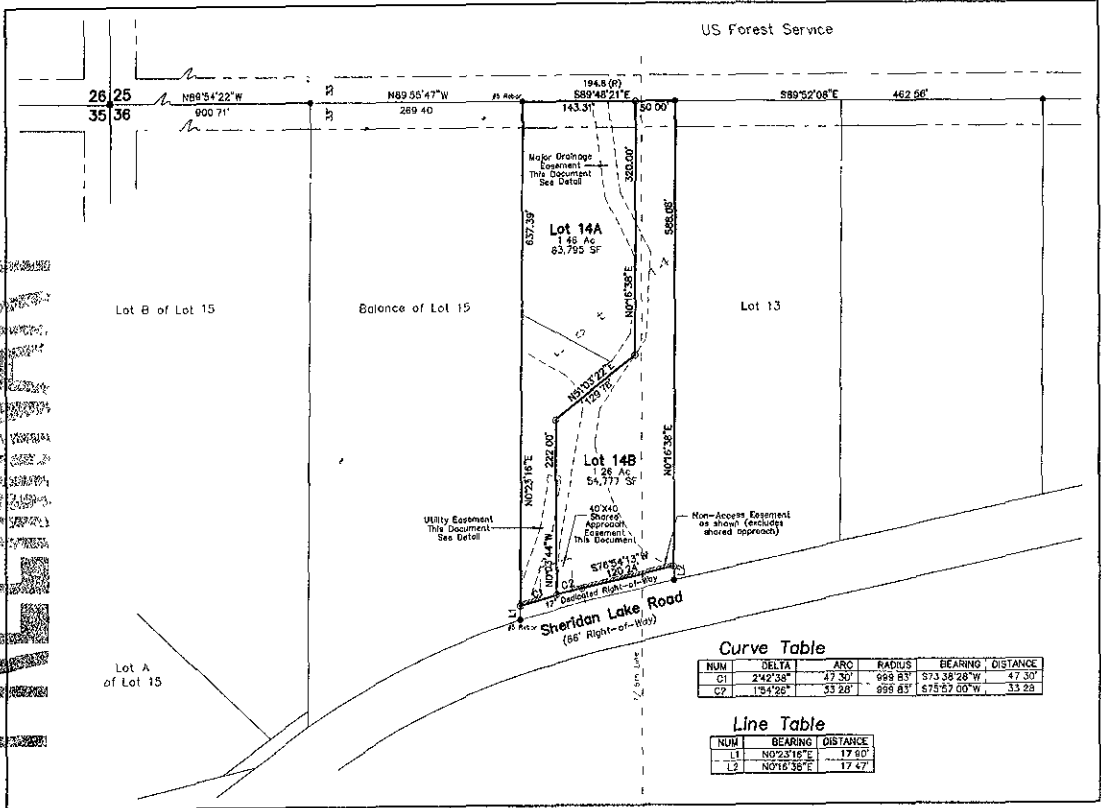 US Forest Service
26 25
35 36
N89°54'22"W
900 71'
33'
33'
N89 55'47"W
269 40
#5 Rebar
194.8 (R)
S89°48'21"E
143.31'
50 00'
S89°52'08"E 462 56'
Major Drainage
Easement
This Document
See Detail
320.00'
637.39'
588.08'
Lot 14A
1 46 Ac
63,795 SF
N0°16'38"E
Lot B of Lot 15
Balance of Lot 15
Lot 13
N51°03'22"E
129 78'
222 00'
N0°23'16"E
N0°16'38"E
Lot 14B
1 26 Ac
54,777 SF
Utility Easement
This Document
See Detail
40'X40
Shared
Approach
Easement
This Document
Non-Access Easement
as shown (excludes
shared approach)
N0°03'44"W
S76°54'13"W
120.24'
C1
C2
L1
17' Dedicated Right-of-Way
#5 Rebar
Sheridan Lake Road
(66' Right-of-Way)
Lot A
of Lot 15
Curve Table
NUM DELTA ARC RADIUS BEARING DISTANCE
C1 2°42'38" 47 30' 999 83' S73 38'28"W 47 30'
C2 1°54'26" 33 28' 999 83' S75°57 00"W 33 28
Line Table
NUM BEARING DISTANCE
L1 N0°23'16"E 17 90'
L2 N0°16'38"E 17 47'